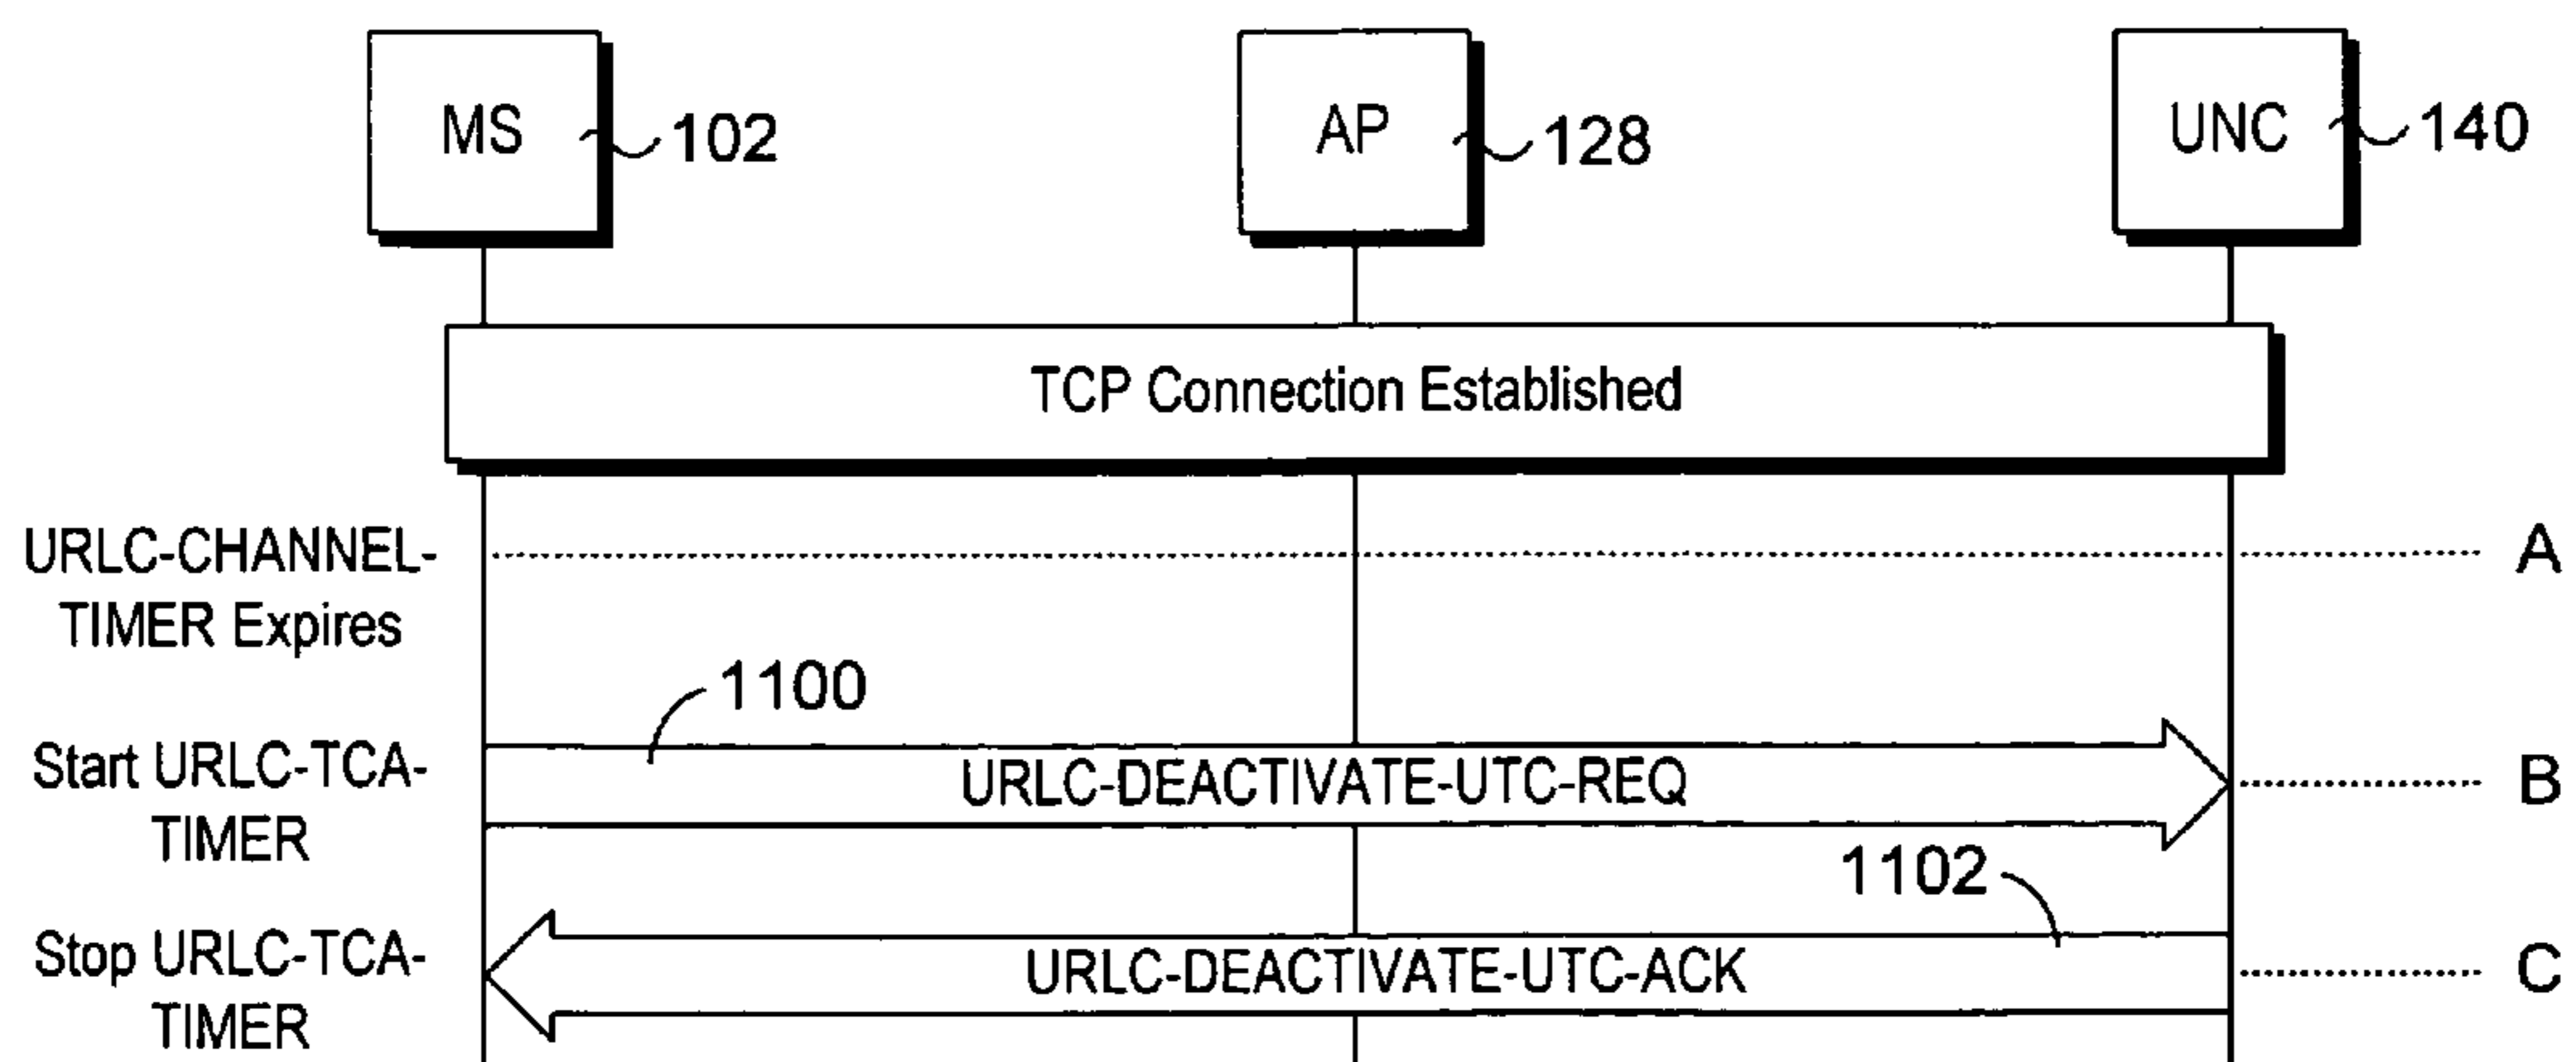 MS
102
AP
128
UNC
140
TCP Connection Established
URLC-CHANNEL-
TIMER Expires
A
1100
Start URLC-TCA-
TIMER
URLC-DEACTIVATE-UTC-REQ
B
1102
Stop URLC-TCA-
TIMER
URLC-DEACTIVATE-UTC-ACK
C